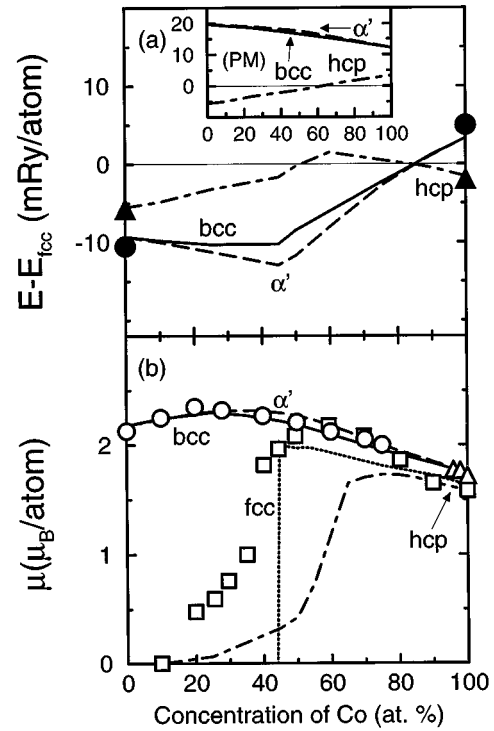 (a)
20
10
0
(PM)
bcc
α'
hcp
0 20 40 60 80 100
E-E_fcc (mRy/atom)
10
0
-10
bcc
α'
hcp
(b)
μ(μ_B/atom)
2
1
0
α'
bcc
fcc
hcp
0 20 40 60 80 100
Concentration of Co (at. %)